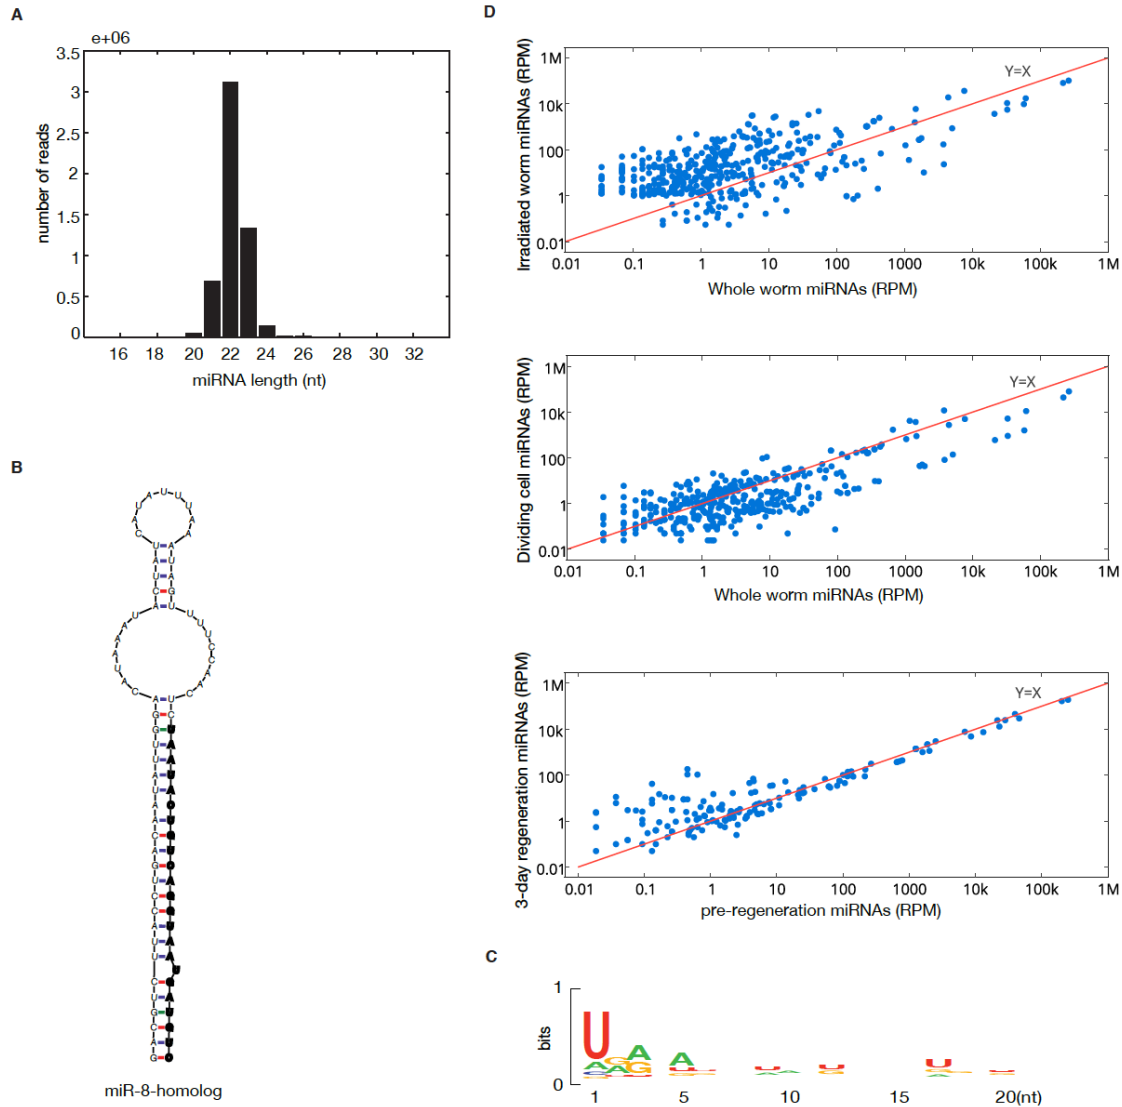 A
e+06
3.5
3
2.5
2
1.5
1
0.5
0
number of reads
16 18 20 22 24 26 28 30 32
miRNA length (nt)
B
miR-8-homolog
D
1M
10k
100
1
0.01
Irradiated worm miRNAs (RPM)
Y=X
0.01 0.1 1 10 100 1000 10k 100k 1M
Whole worm miRNAs (RPM)
1M
10k
100
1
0.01
Dividing cell miRNAs (RPM)
Y=X
0.01 0.1 1 10 100 1000 10k 100k 1M
Whole worm miRNAs (RPM)
1M
10k
100
1
0.01
3-day regeneration miRNAs (RPM)
Y=X
0.01 0.1 1 10 100 1000 10k 100k 1M
pre-regeneration miRNAs (RPM)
C
1
bits
0
1 5 10 15 20(nt)